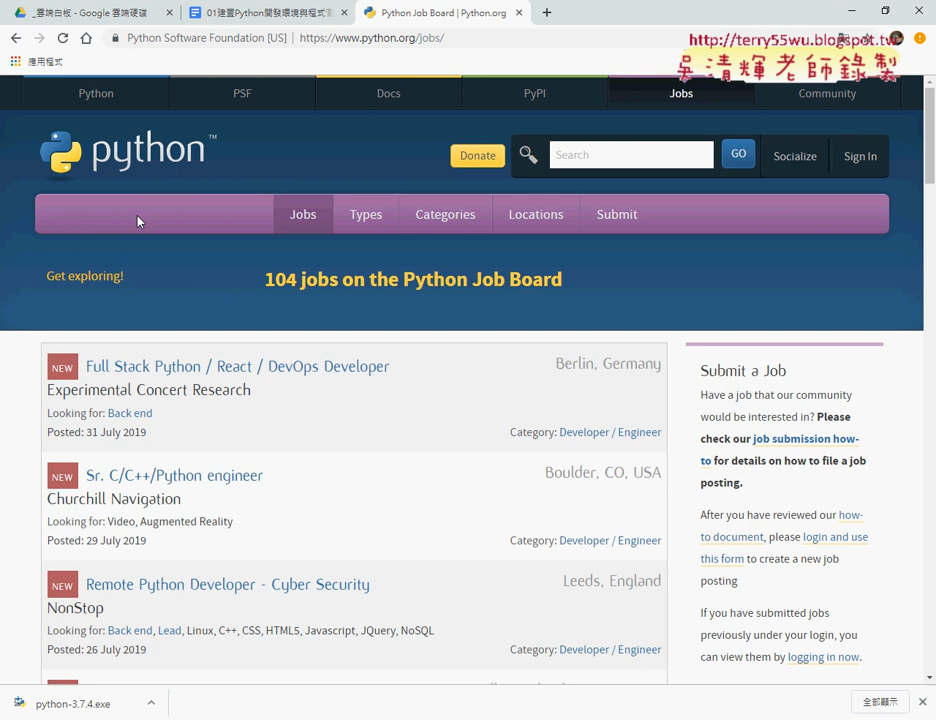 _雲端白板 - Google 雲端硬碟
01建置Python開發環境與程式
Python Job Board | Python.org
Python Software Foundation [US] | https://www.python.org/jobs/
http://terry55wu.blogspot.tw
吳清輝老師錄製
應用程式
Python
PSF
Docs
PyPI
Jobs
Community
python™
Donate
Search
GO
Socialize
Sign In
Jobs
Types
Categories
Locations
Submit
Get exploring!
104 jobs on the Python Job Board
NEW Full Stack Python / React / DevOps Developer
Berlin, Germany
Experimental Concert Research
Looking for: Back end
Posted: 31 July 2019
Category: Developer / Engineer
NEW Sr. C/C++/Python engineer
Boulder, CO, USA
Churchill Navigation
Looking for: Video, Augmented Reality
Posted: 29 July 2019
Category: Developer / Engineer
NEW Remote Python Developer - Cyber Security
Leeds, England
NonStop
Looking for: Back end, Lead, Linux, C++, CSS, HTML5, Javascript, JQuery, NoSQL
Posted: 26 July 2019
Category: Developer / Engineer
Submit a Job
Have a job that our community
would be interested in? Please
check our job submission how-
to for details on how to file a job
posting.
After you have reviewed our how-
to document, please login and use
this form to create a new job
posting
If you have submitted jobs
previously under your login, you
can view them by logging in now.
python-3.7.4.exe
全部顯示